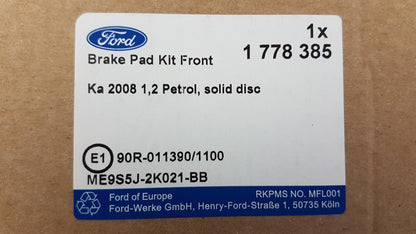 Ford
1x
Brake Pad Kit Front
1 778 385
Ka 2008 1,2 Petrol, solid disc
E1 90R-011390/1100
ME9S5J-2K021-BB
Ford of Europe
RKPMS NO. MFL001
Ford-Werke GmbH, Henry-Ford-Straße 1, 50735 Köln